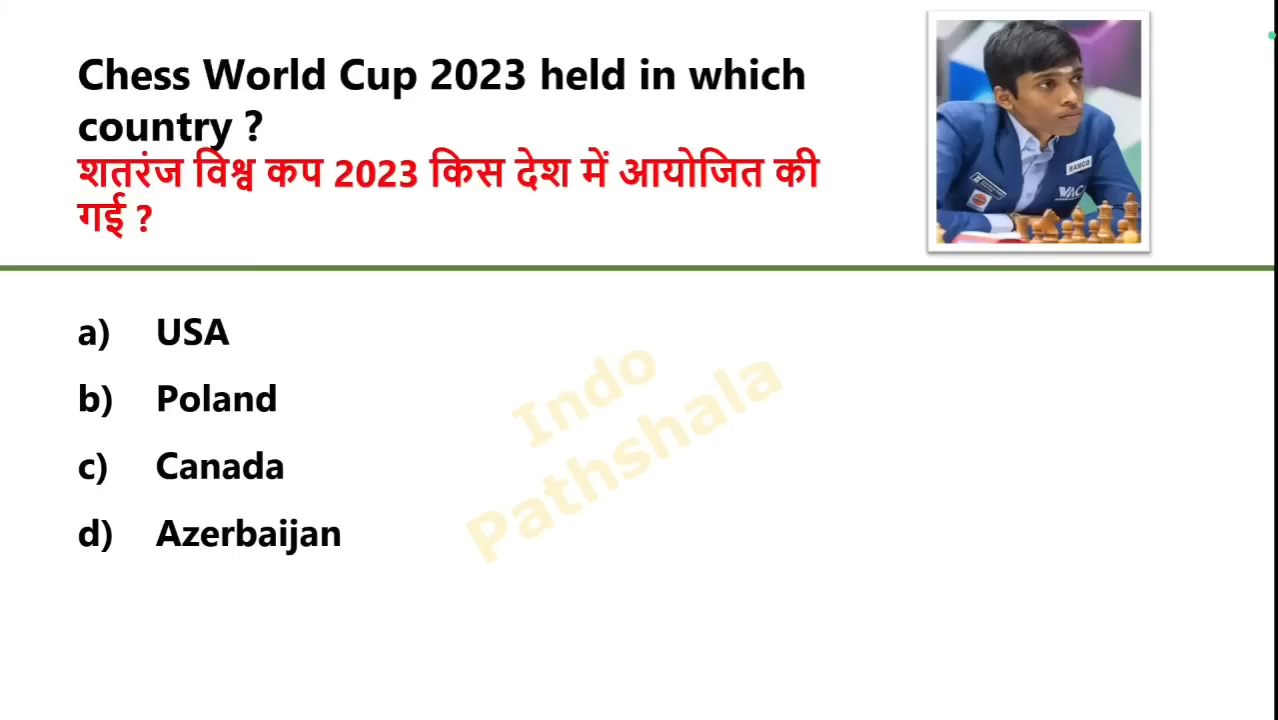 Chess World Cup 2023 held in which
country ?
शतरंज विश्व कप 2023 किस देश में आयोजित की
गई ?
RAMCO
a) USA
b) Poland
c) Canada
d) Azerbaijan
Indo
Pathshala